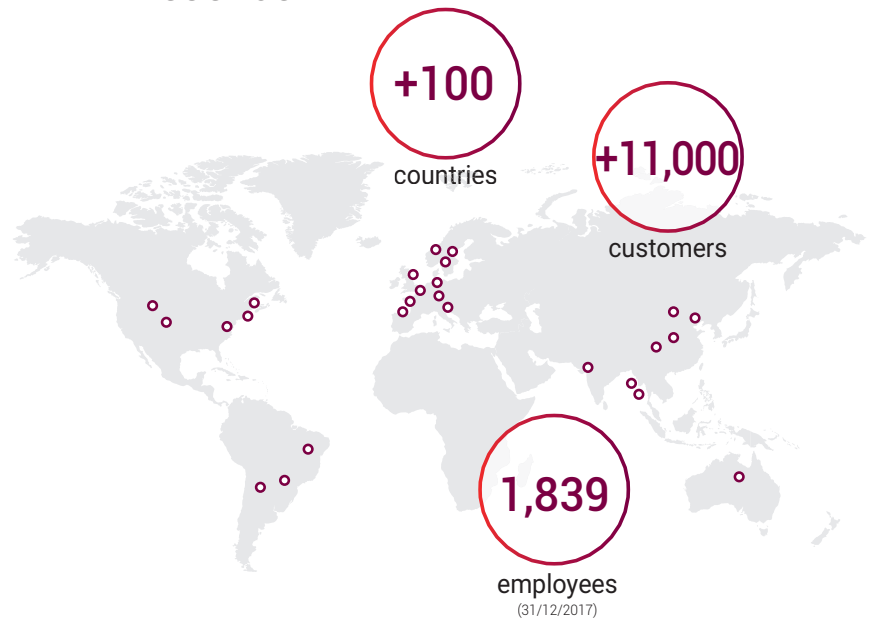 +100
countries
+11,000
customers
1,839
employees
(31/12/2017)